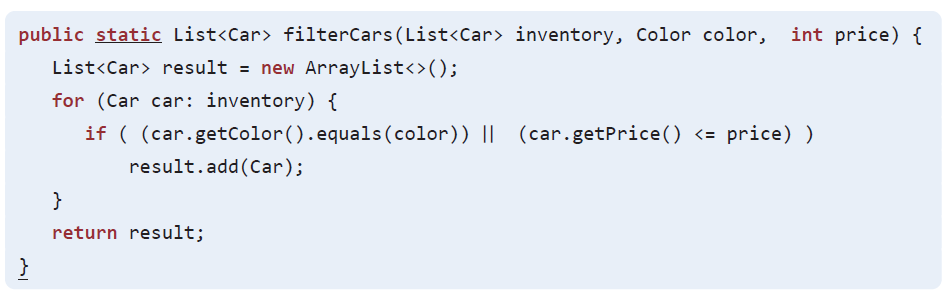 public static List<Car> filterCars(List<Car> inventory, Color color,  int price) {
List<Car> result = new ArrayList<>();
for (Car car: inventory) {
if ( (car.getColor().equals(color)) ||  (car.getPrice() <= price) )
result.add(Car);
}
return result;
}